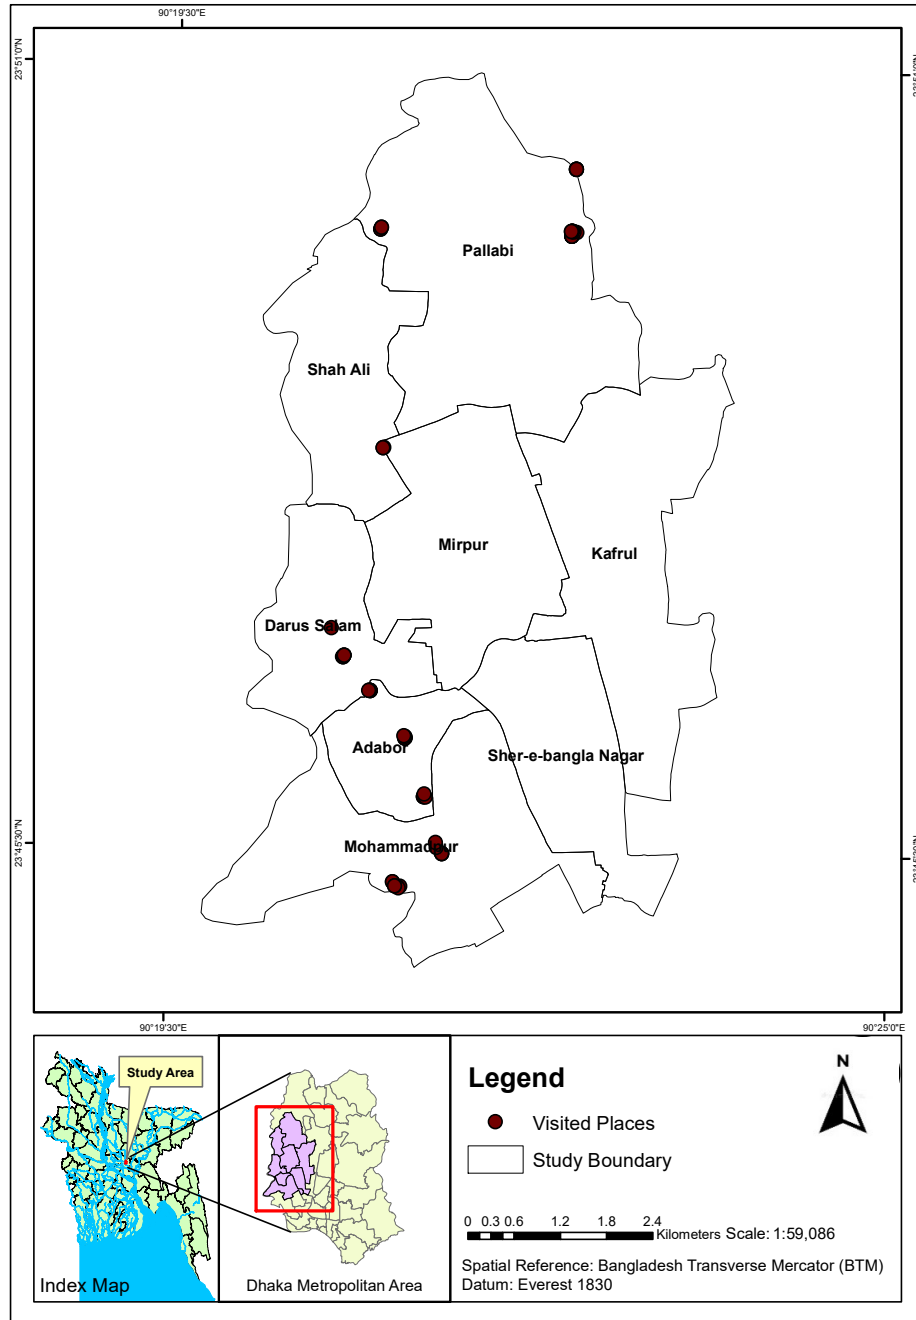 90°19'30"E
23°51'0"N
Pallabi
Shah Ali
Mirpur
Kafrul
Darus Salam
Adabor
Sher-e-bangla Nagar
23°45'30"N
Mohammadpur
90°19'30"E
90°25'0"E
Study Area
Index Map
Dhaka Metropolitan Area
Legend
N
Visited Places
Study Boundary
0 0.3 0.6 1.2 1.8 2.4
Kilometers Scale: 1:59,086
Spatial Reference: Bangladesh Transverse Mercator (BTM)
Datum: Everest 1830